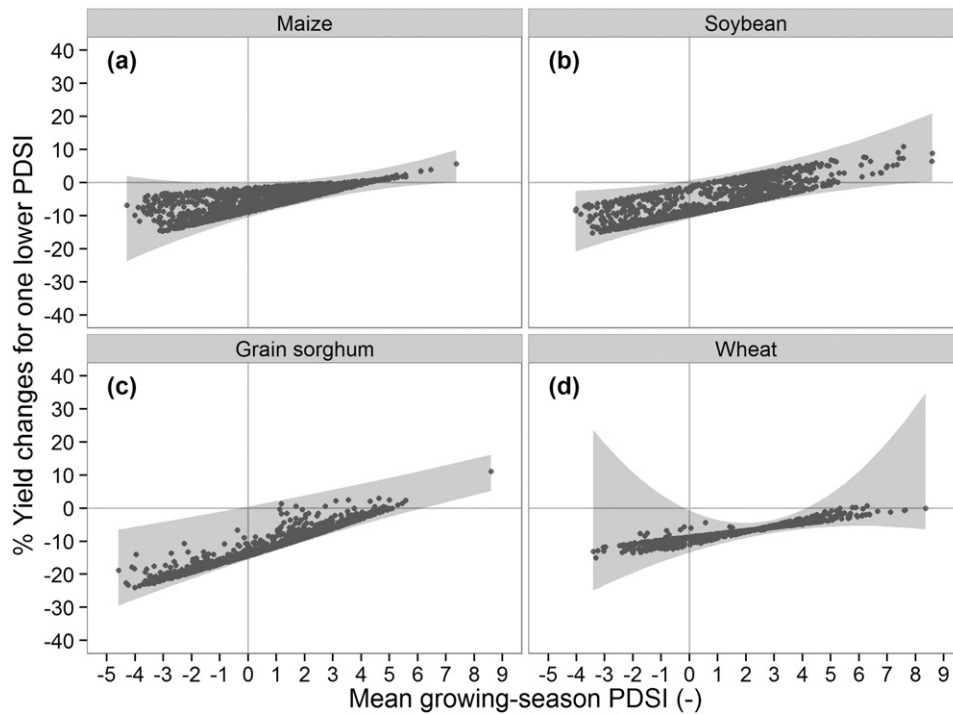 Maize
Soybean
(a)
(b)
40
30
20
10
0
-10
-20
-30
-40
Grain sorghum
Wheat
(c)
(d)
40
30
20
10
0
-10
-20
-30
-40
-5 -4 -3 -2 -1 0 1 2 3 4 5 6 7 8 9
-5 -4 -3 -2 -1 0 1 2 3 4 5 6 7 8 9
% Yield changes for one lower PDSI
Mean growing-season PDSI (-)